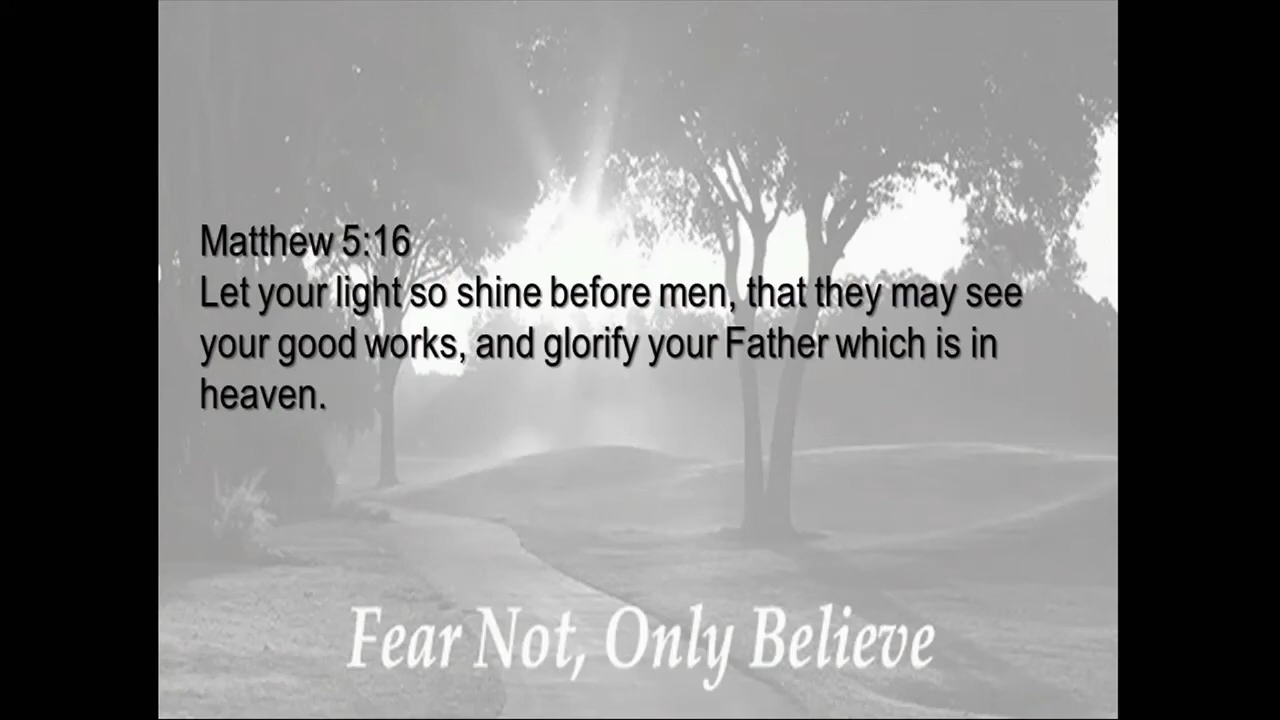 Matthew 5:16
Let your light so shine before men, that they may see
your good works, and glorify your Father which is in
heaven.
Fear Not, Only Believe